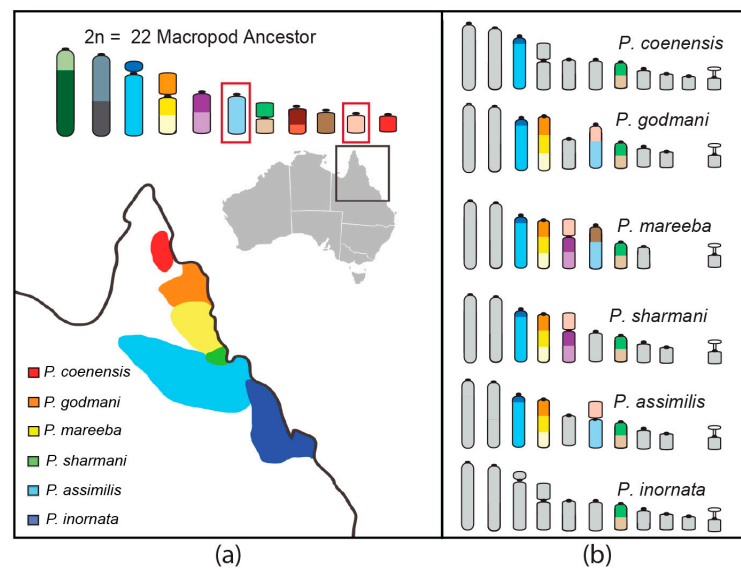 2n = 22 Macropod Ancestor
P. coenensis
P. godmani
P. mareeba
P. sharmani
P. assimilis
P. inornata
(a)
P. coenensis
P. godmani
P. mareeba
P. sharmani
P. assimilis
P. inornata
(b)